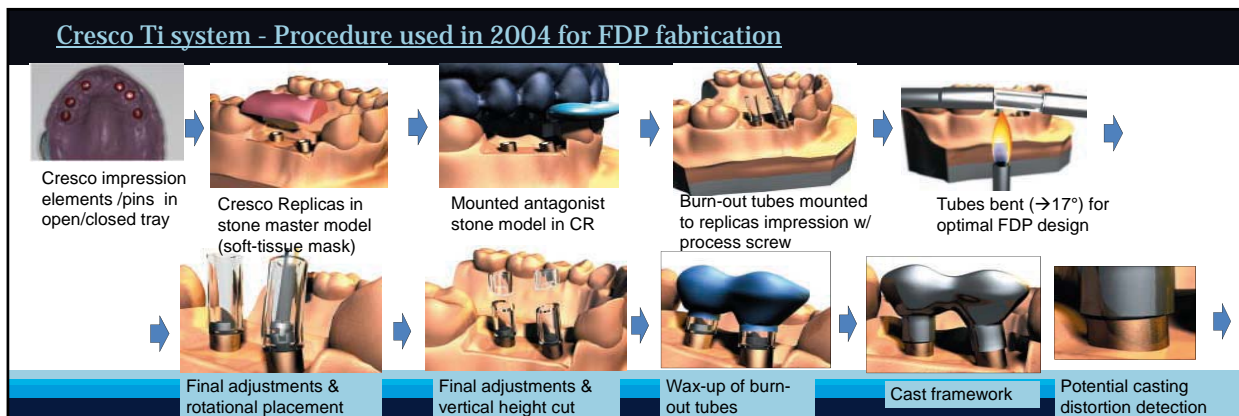 Cresco Ti system - Procedure used in 2004 for FDP fabrication
Cresco impression
elements /pins in
open/closed tray
Cresco Replicas in
stone master model
(soft-tissue mask)
Mounted antagonist
stone model in CR
Burn-out tubes mounted
to replicas impression w/
process screw
Tubes bent (→17°) for
optimal FDP design
Final adjustments &
rotational placement
Final adjustments &
vertical height cut
Wax-up of burn-
out tubes
Cast framework
Potential casting
distortion detection